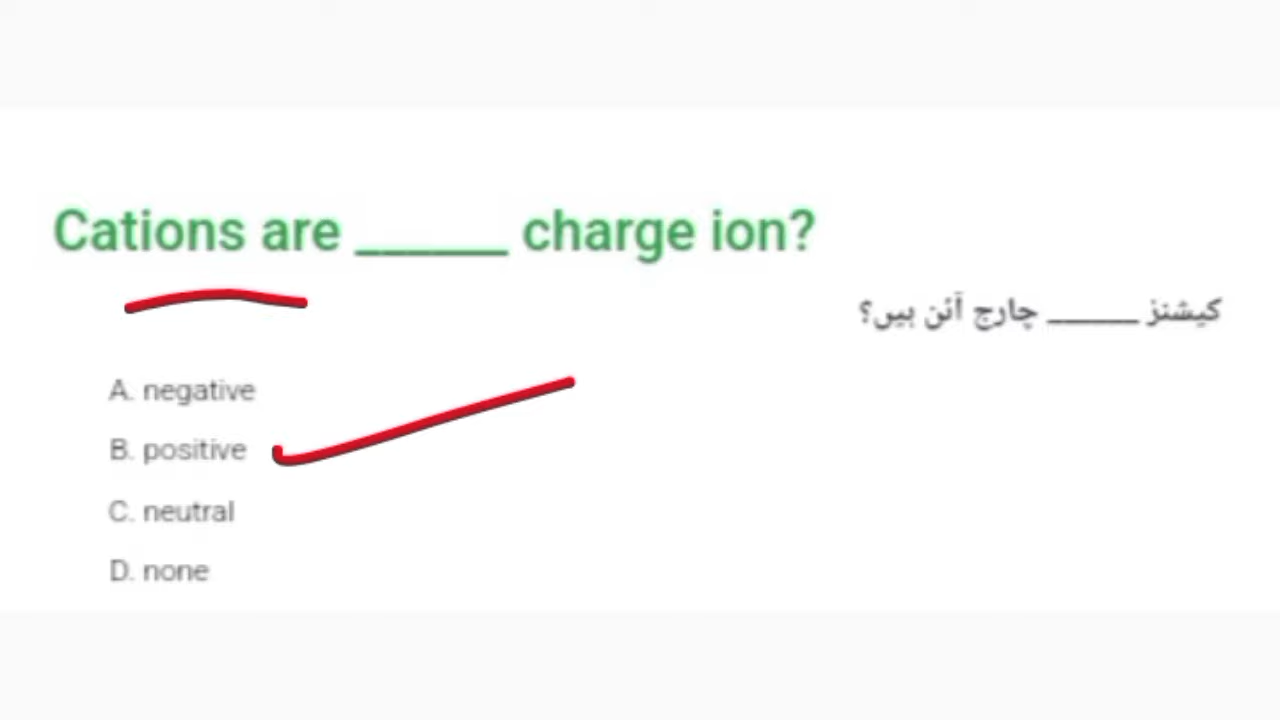 Cations are ______ charge ion?
کیشنز ______ چارج آئن ہیں؟
A. negative
B. positive
C. neutral
D. none